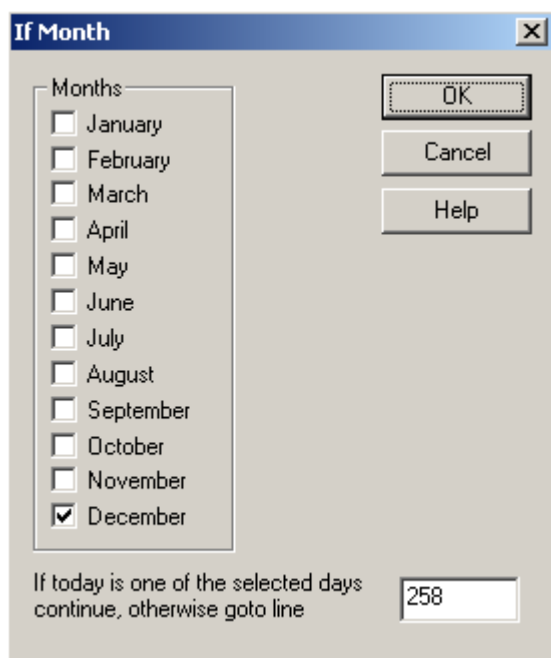 If Month
Months
January
February
March
April
May
June
July
August
September
October
November
December
OK
Cancel
Help
If today is one of the selected days
continue, otherwise goto line
258